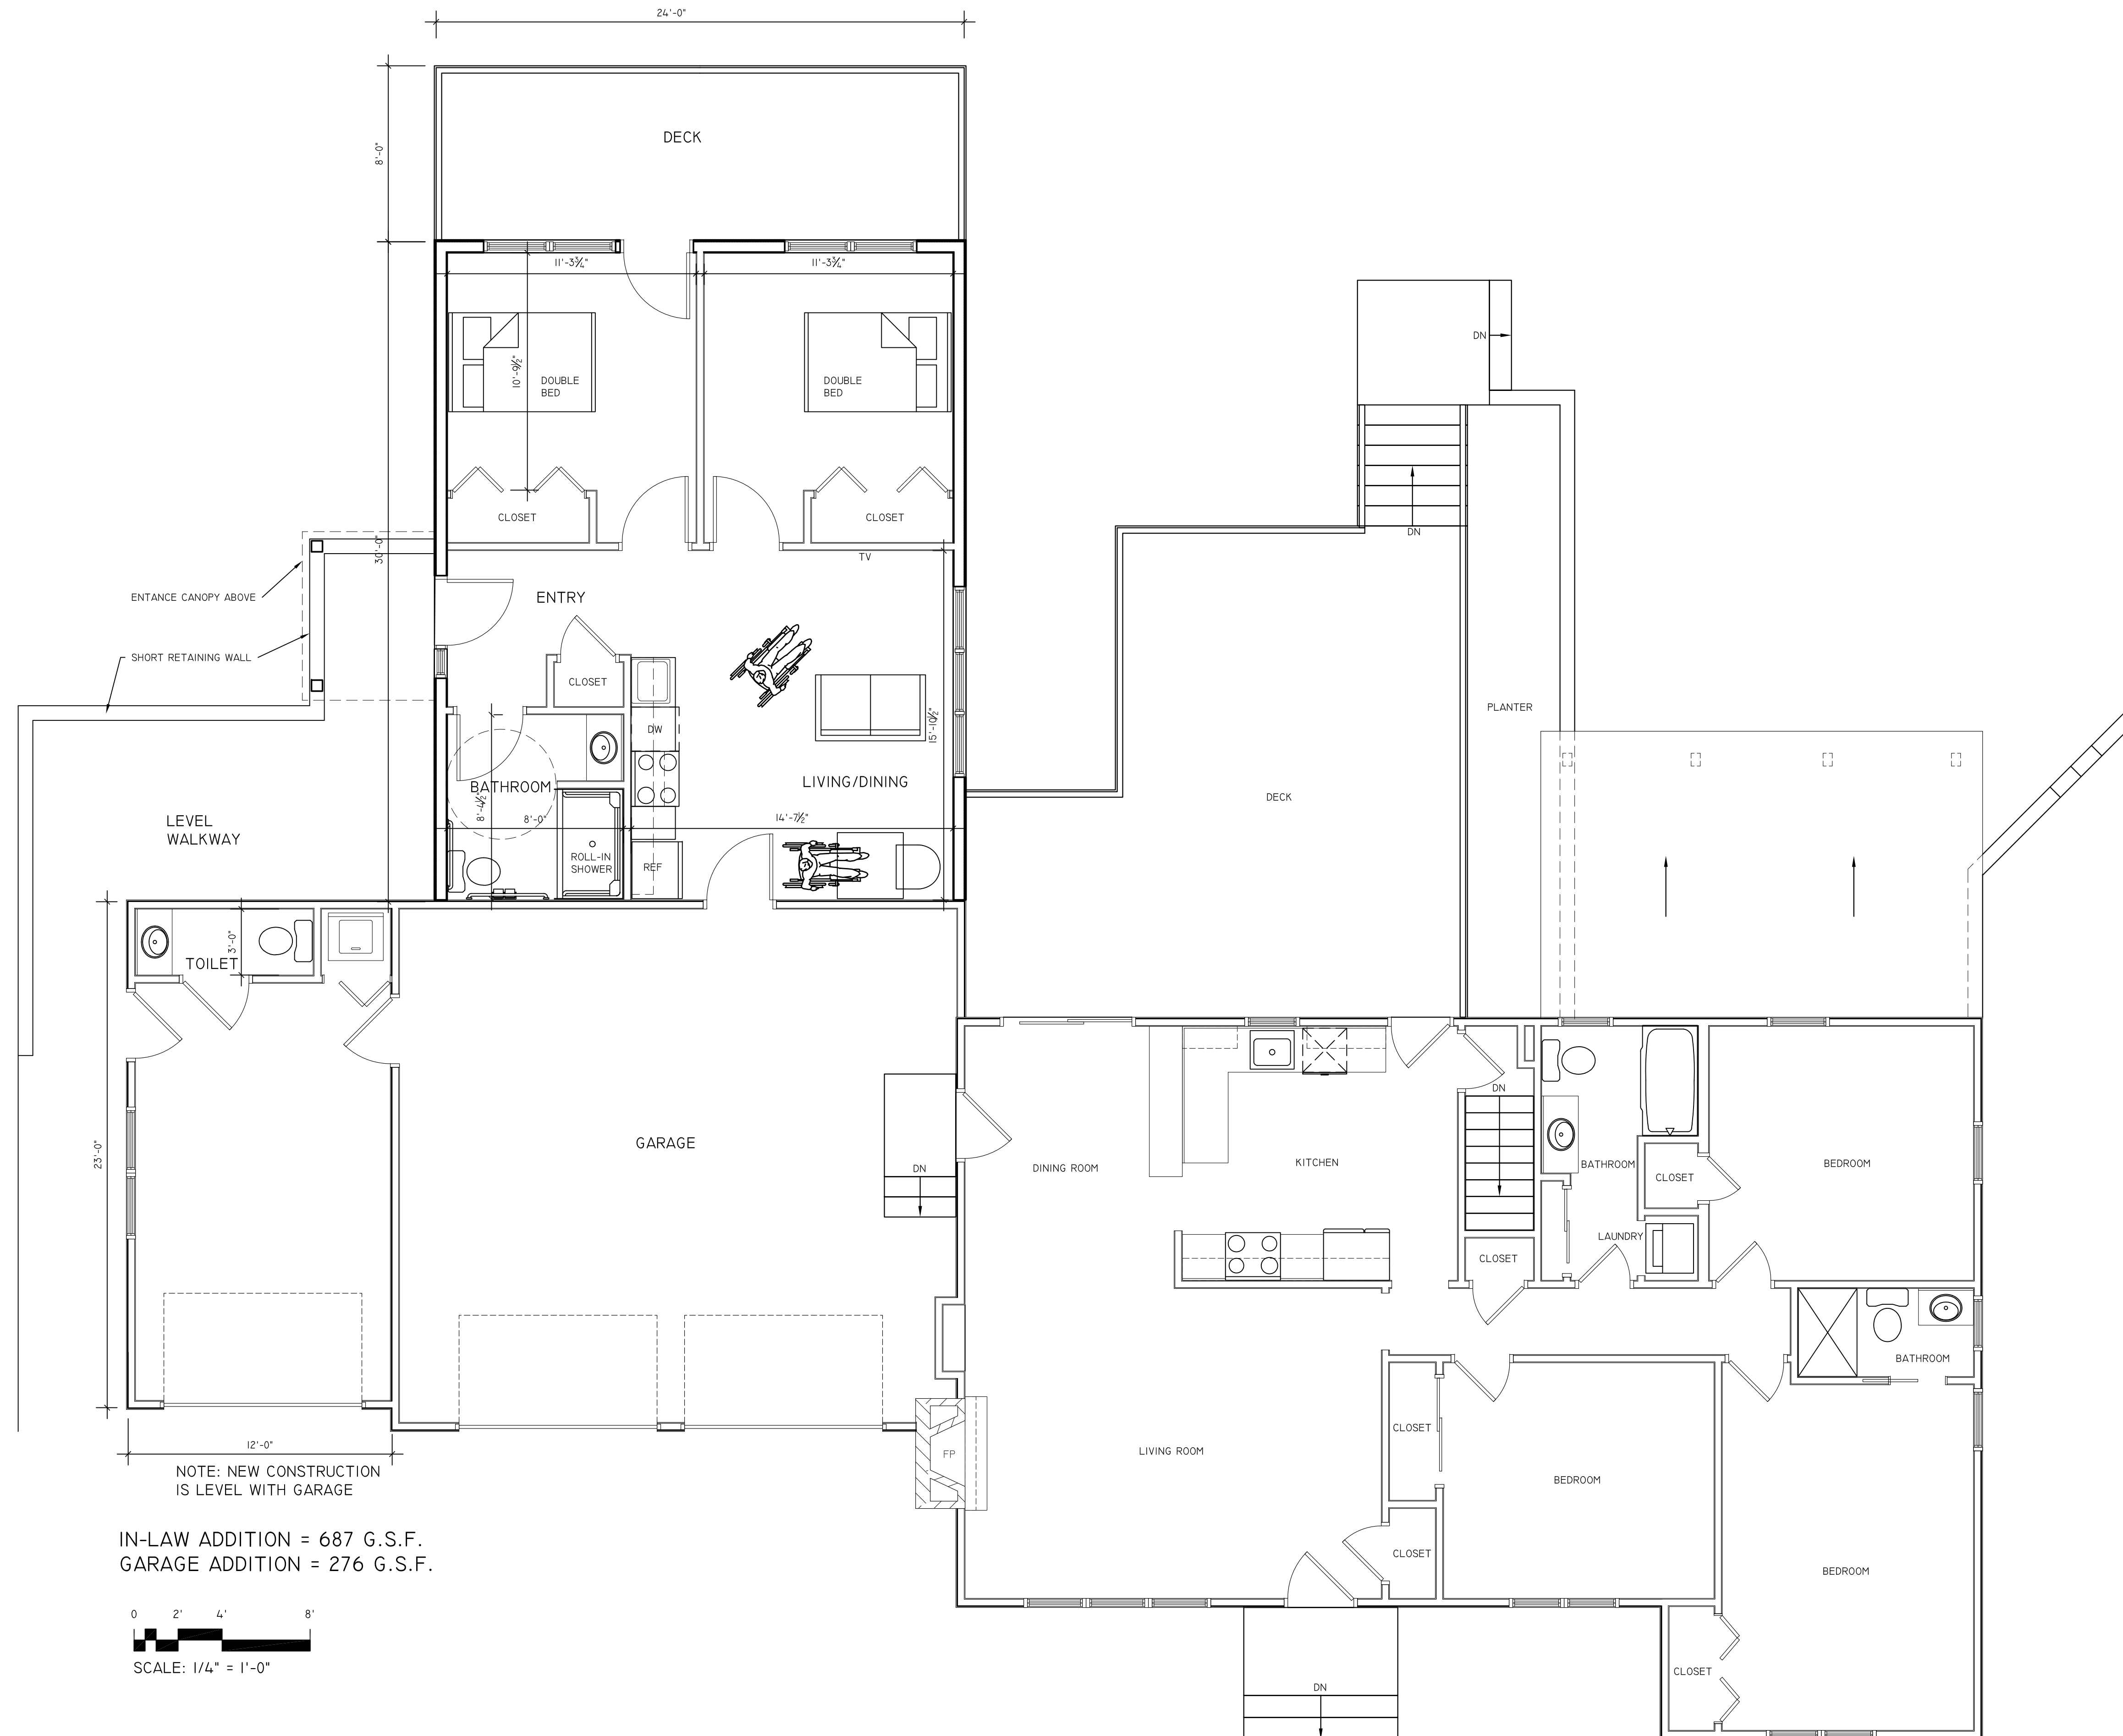 24'-0"
8'-0"
DECK
11'-3¾"
11'-3¾"
10'-9½"
DOUBLE
BED
DOUBLE
BED
DN
CLOSET
CLOSET
DN
30'-0"
TV
ENTANCE CANOPY ABOVE
ENTRY
SHORT RETAINING WALL
CLOSET
PLANTER
DW
15'-10½"
LIVING/DINING
BATHROOM
8'-4½"
DECK
LEVEL
WALKWAY
8'-0"
14'-7½"
ROLL-IN
SHOWER
REF
3'-0"
TOILET
DN
23'-0"
GARAGE
DINING ROOM
KITCHEN
BATHROOM
BEDROOM
DN
CLOSET
LAUNDRY
CLOSET
BATHROOM
CLOSET
12'-0"
FP
LIVING ROOM
NOTE: NEW CONSTRUCTION
IS LEVEL WITH GARAGE
BEDROOM
IN-LAW ADDITION = 687 G.S.F.
GARAGE ADDITION = 276 G.S.F.
CLOSET
BEDROOM
0 2' 4' 8'
SCALE: 1/4" = 1'-0"
CLOSET
DN